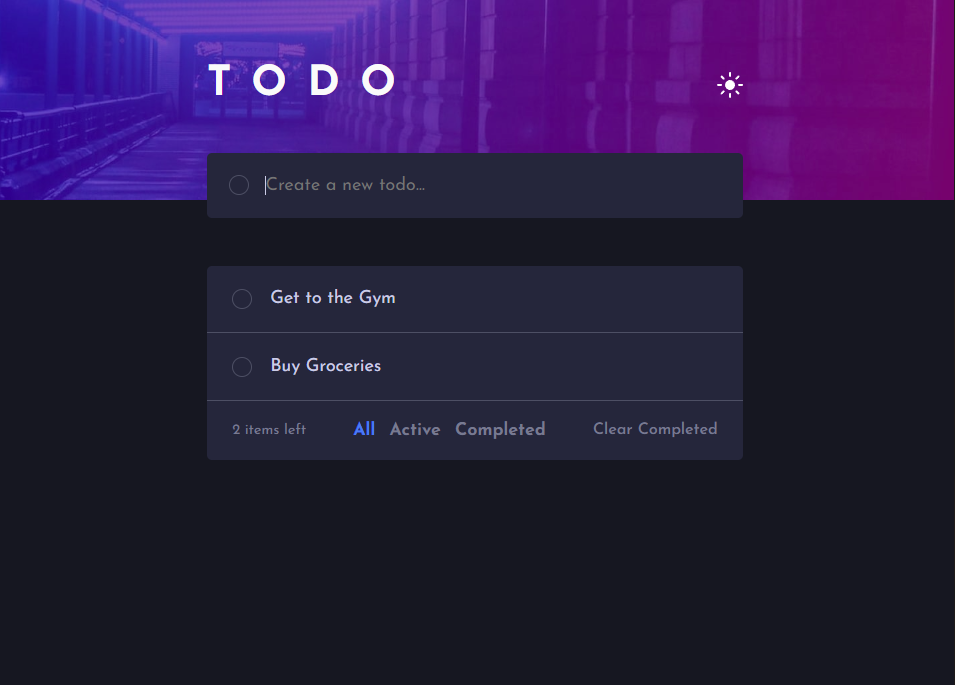 TODO
Create a new todo...
Get to the Gym
Buy Groceries
2 items left All Active Completed Clear Completed